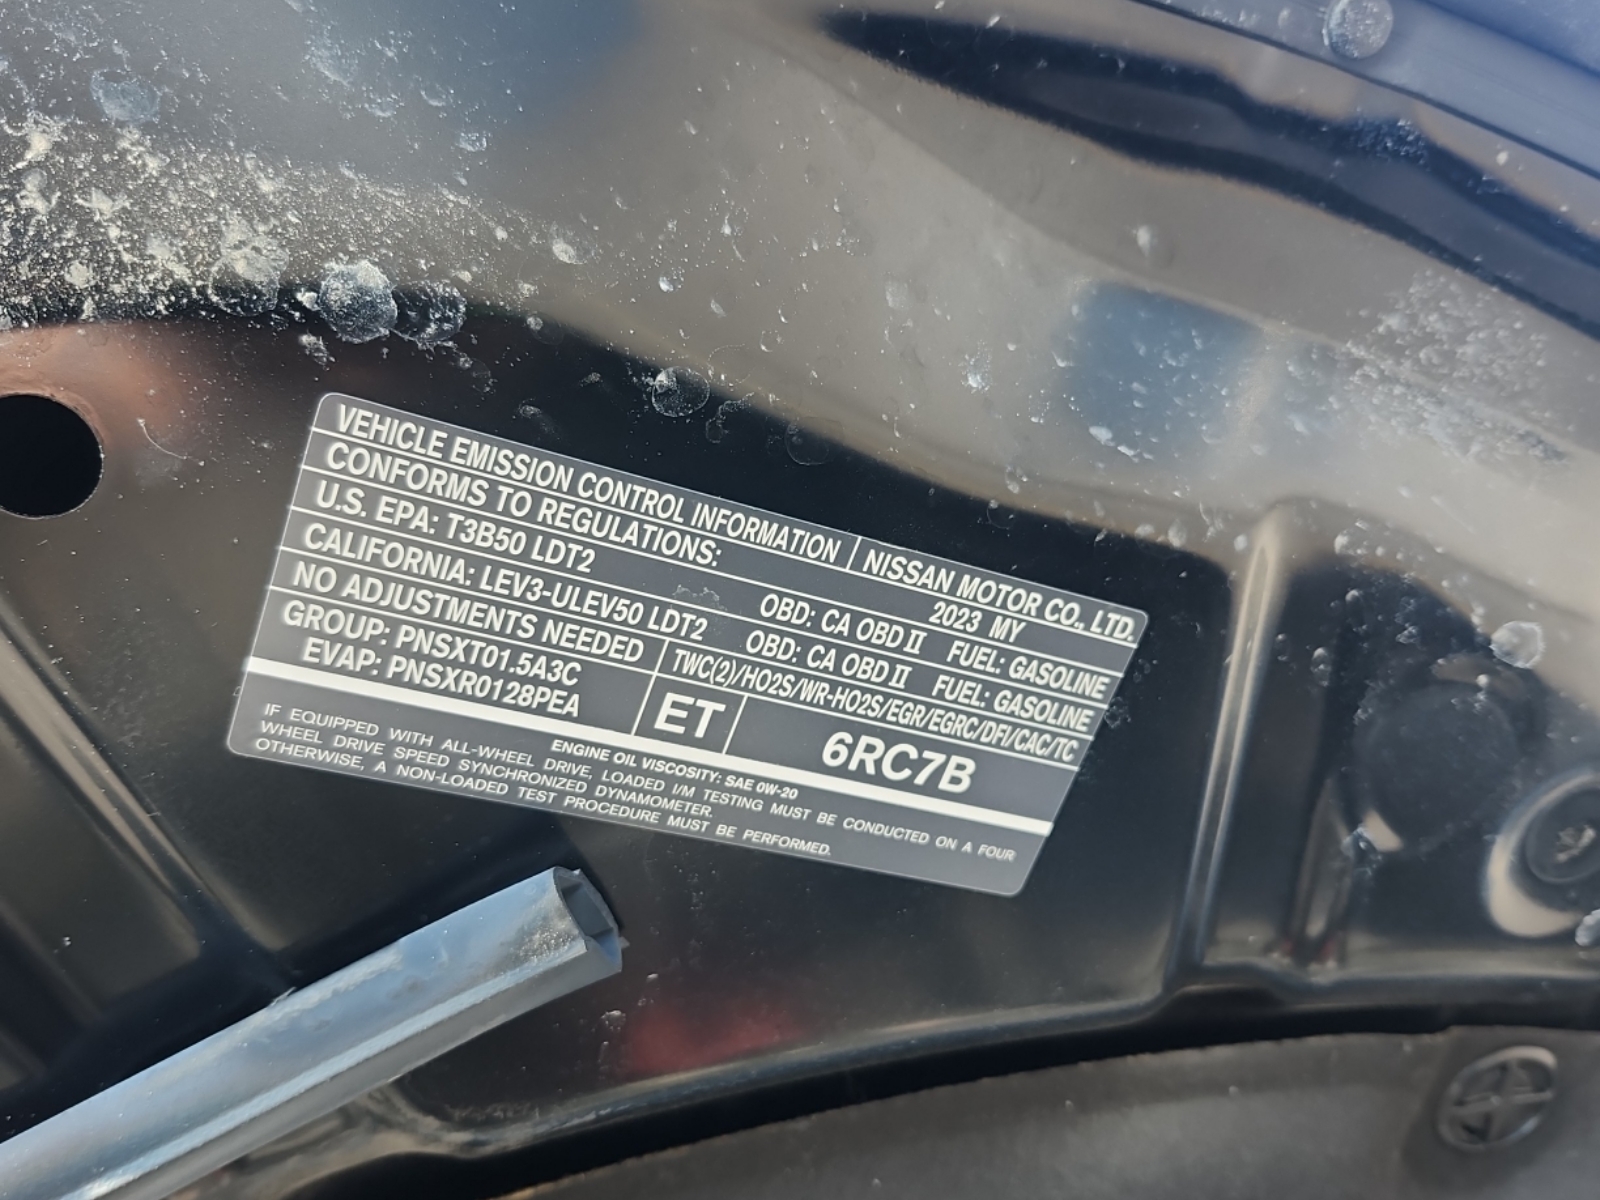 VEHICLE EMISSION CONTROL INFORMATION NISSAN MOTOR CO., LTD.
CONFORMS TO REGULATIONS: 2023 MY
U.S. EPA: T3B50 LDT2 OBD: CA OBD II FUEL: GASOLINE
CALIFORNIA: LEV3-ULEV50 LDT2 OBD: CA OBD II FUEL: GASOLINE
NO ADJUSTMENTS NEEDED TWC(2)/HO2S/WR-HO2S/EGR/EGRC/DFI/CAC/TC
GROUP: PNSXT01.5A3C
EVAP: PNSXR0128PEA ET 6RC7B
ENGINE OIL VISCOSITY: SAE 0W-20
IF EQUIPPED WITH ALL-WHEEL DRIVE, LOADED I/M TESTING MUST BE CONDUCTED ON A FOUR
WHEEL DRIVE SPEED SYNCHRONIZED DYNAMOMETER.
OTHERWISE, A NON-LOADED TEST PROCEDURE MUST BE PERFORMED.